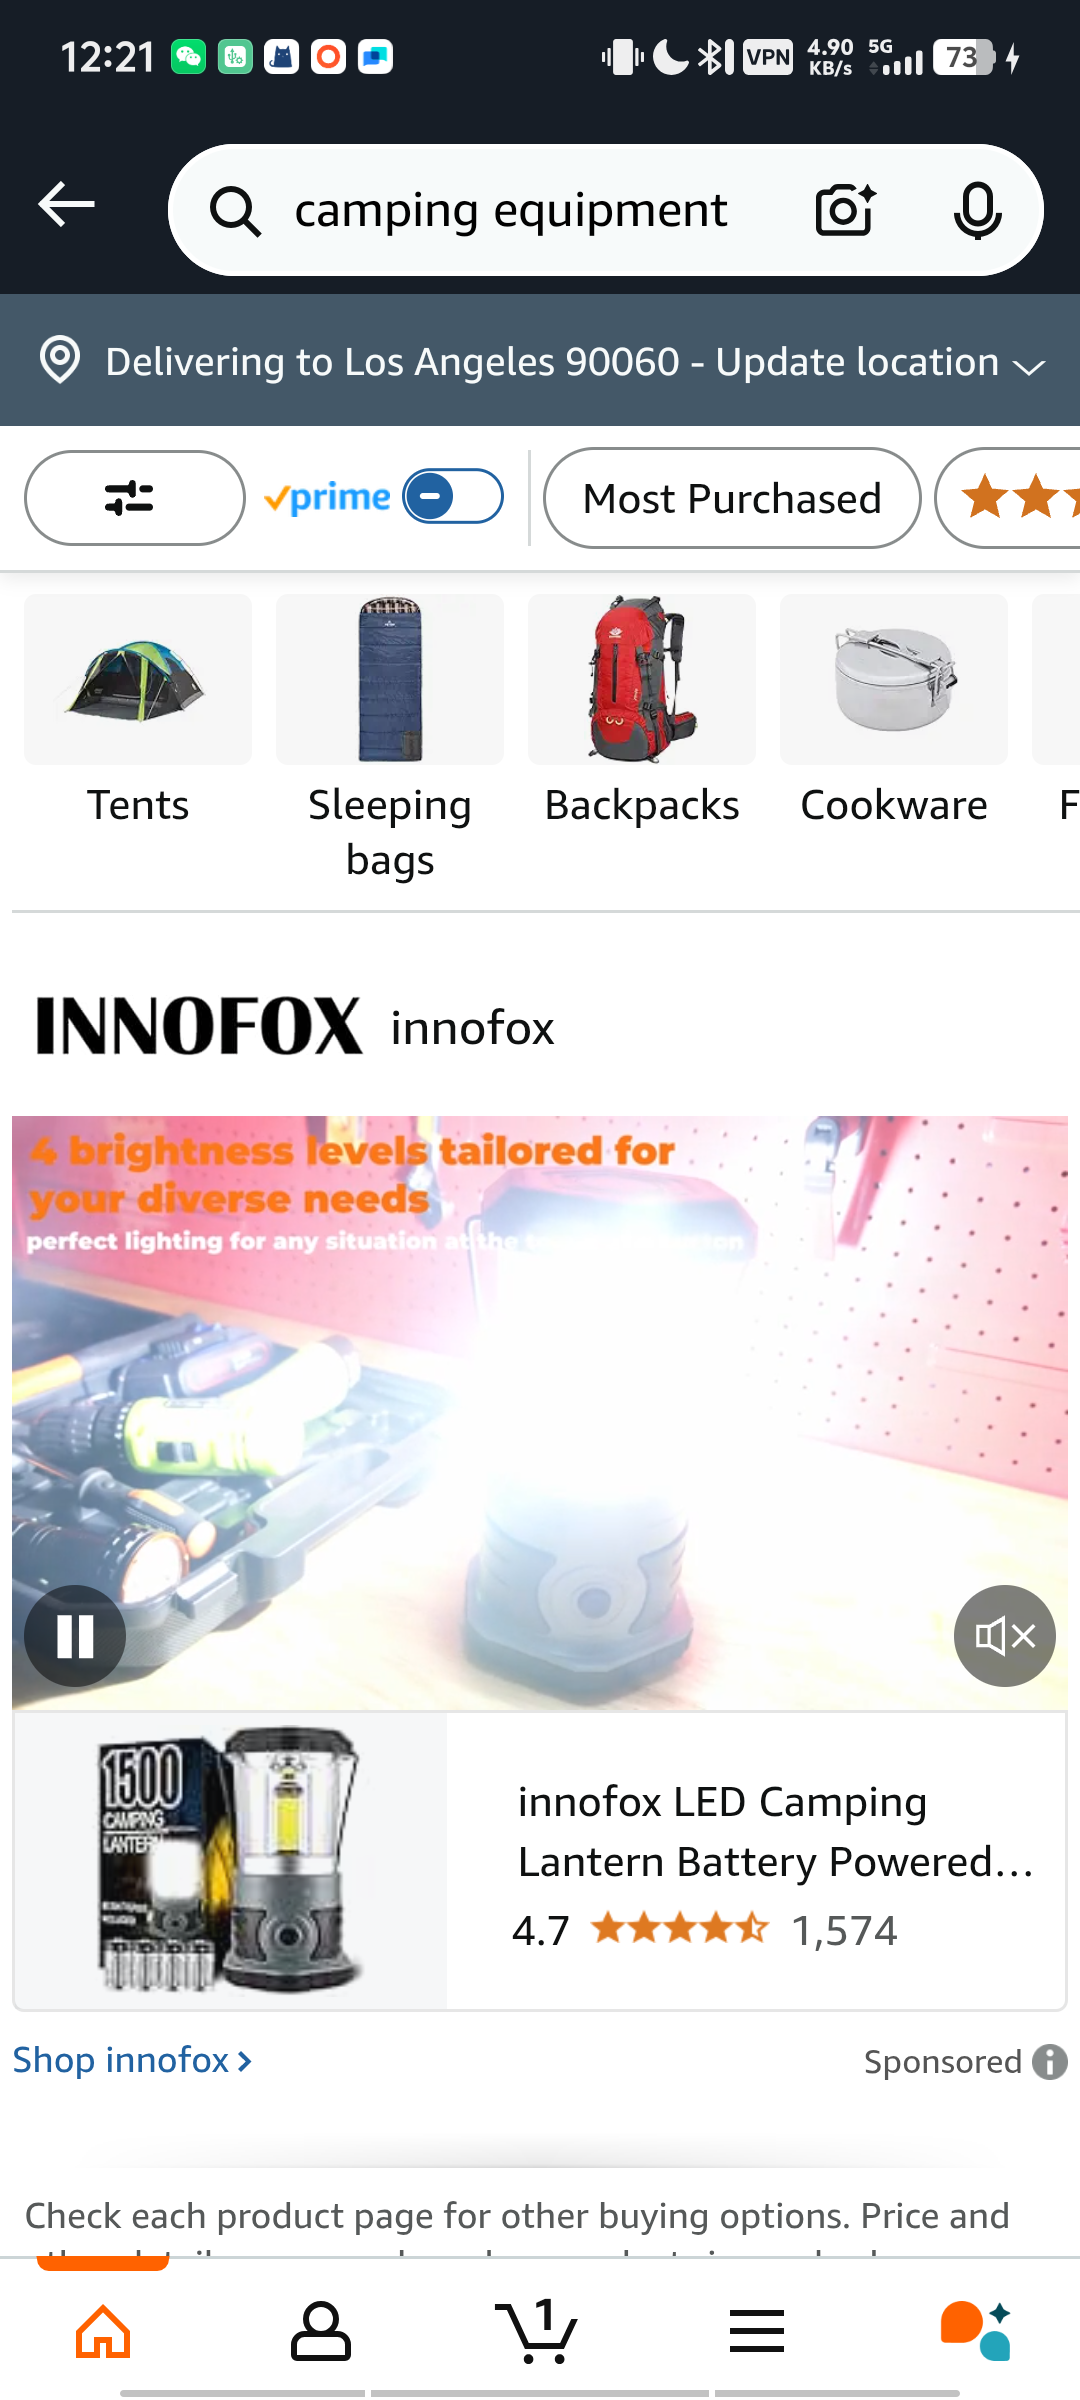 12:21
VPN
4.90
KB/s
5G
73
camping equipment
Delivering to Los Angeles 90060 - Update location
prime
Most Purchased
Tents
Sleeping
bags
Backpacks
Cookware
F
INNOFOX
innofox
4 brightness levels tailored for
your diverse needs
perfect lighting for any situation at the
1500
CAMPING
LANTERN
innofox LED Camping
Lantern Battery Powered...
4.7
1,574
Shop innofox
Sponsored
Check each product page for other buying options. Price and
1